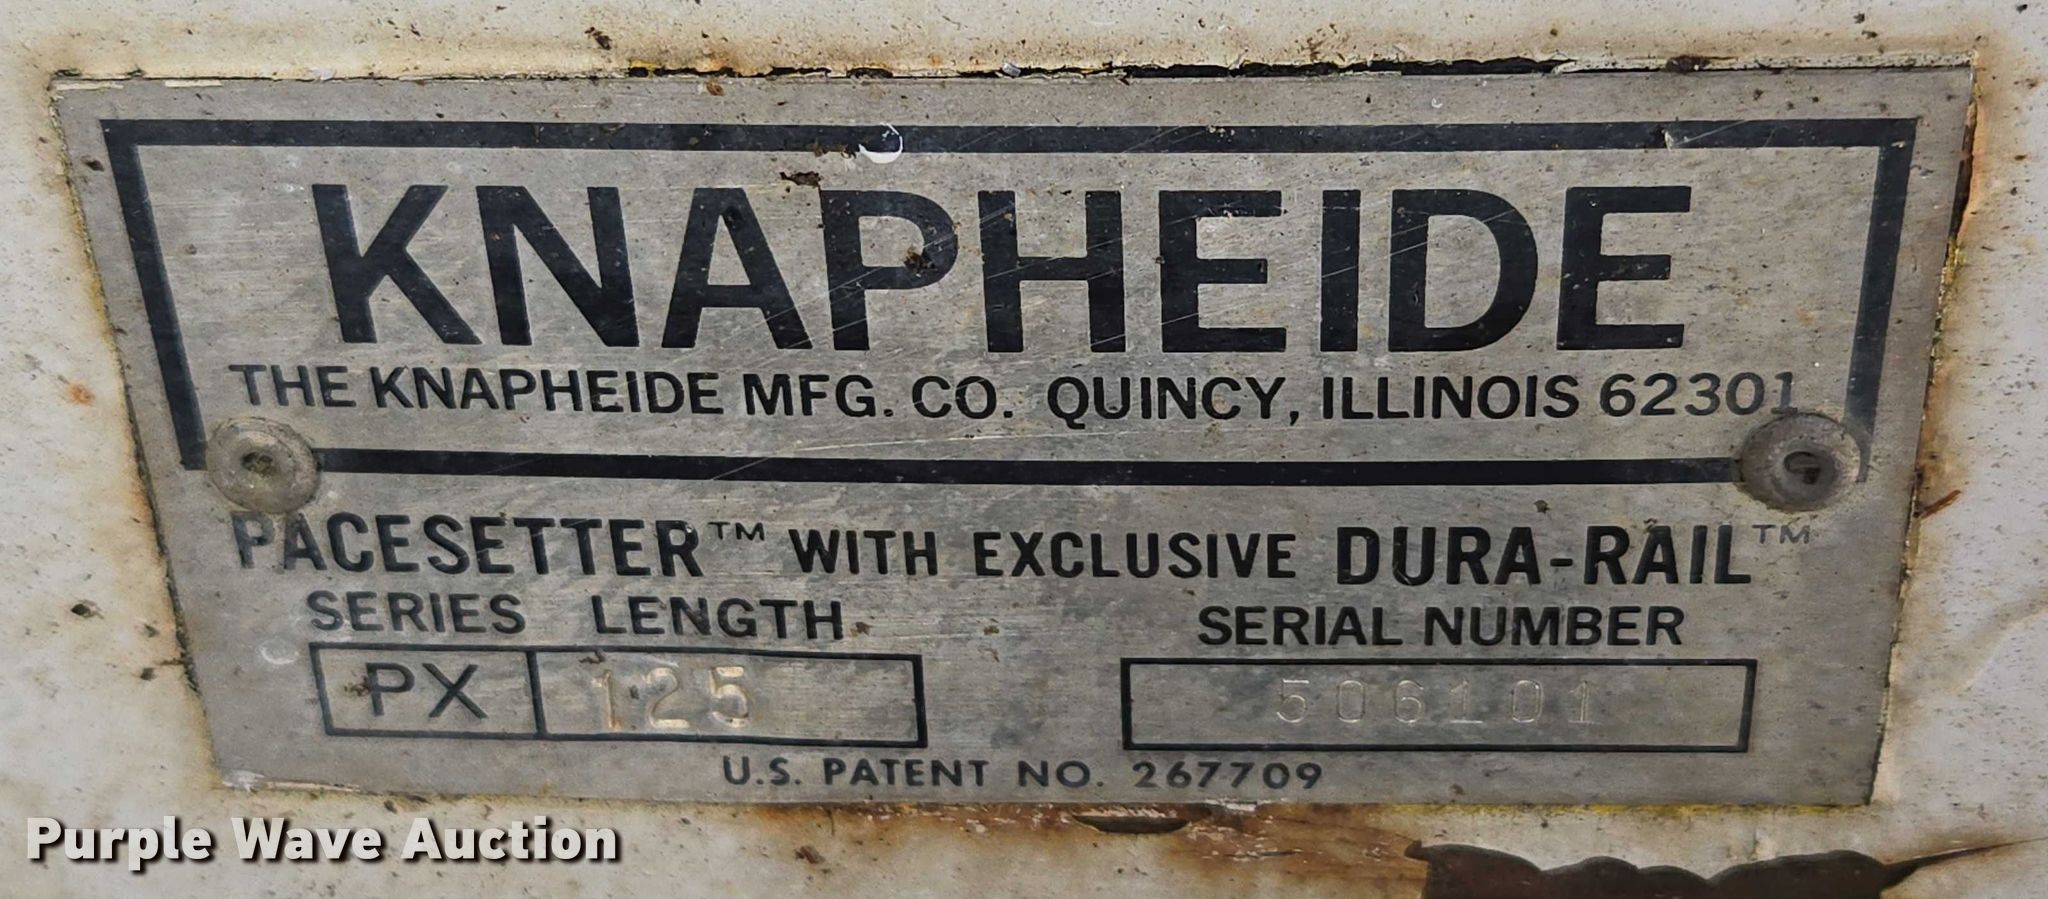 KNAPHEIDE
THE KNAPHEIDE MFG. CO. QUINCY, ILLINOIS 62301
PACESETTER™ WITH EXCLUSIVE DURA-RAIL™
SERIES LENGTH SERIAL NUMBER
PX 125 506101
U.S. PATENT NO. 267709
Purple Wave Auction